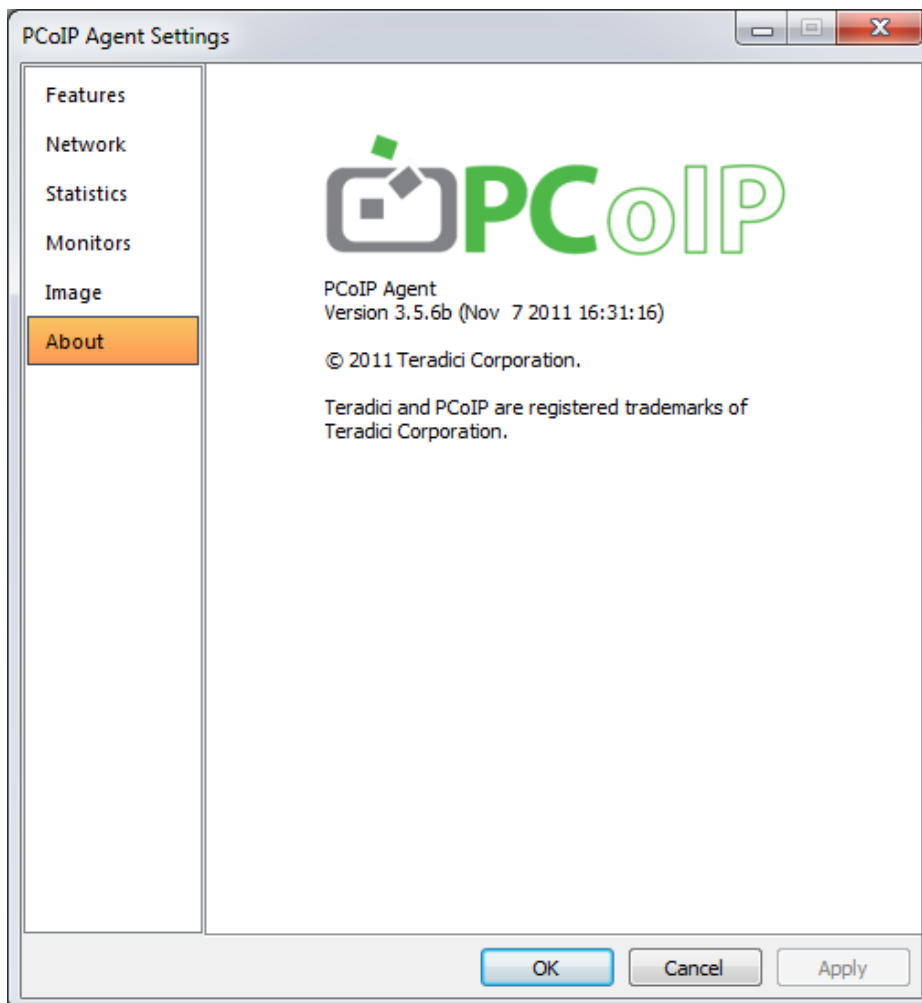 PCoIP Agent Settings
Features
Network
Statistics
Monitors
Image
About
PCoIP
PCoIP Agent
Version 3.5.6b (Nov  7 2011 16:31:16)
© 2011 Teradici Corporation.
Teradici and PCoIP are registered trademarks of
Teradici Corporation.
OK
Cancel
Apply